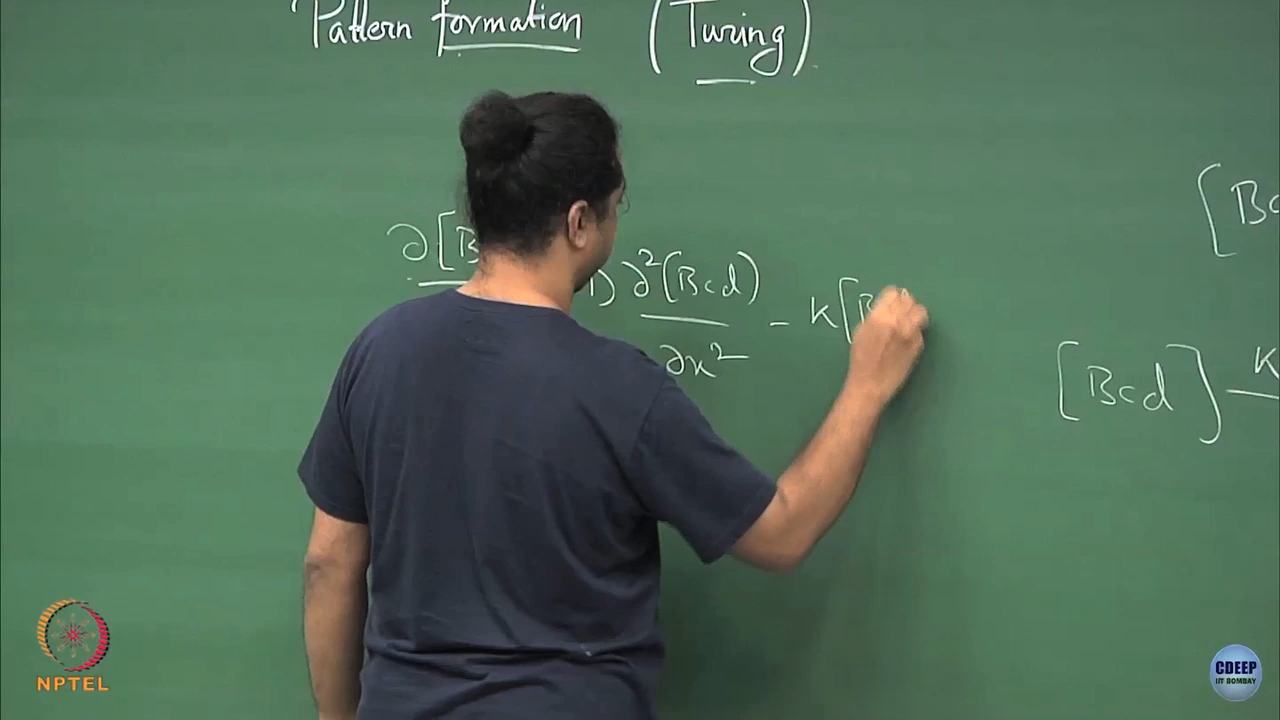 Pattern formation (Turing)
∂[B
D ∂²(Bcd)
∂x²
- K[B
[Bc
[Bcd] K
NPTEL
CDEEP
IIT BOMBAY